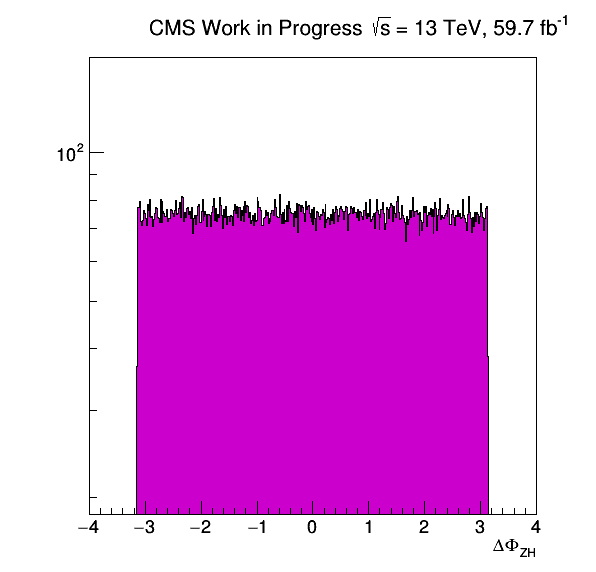 CMS Work in Progress √s = 13 TeV, 59.7 fb⁻¹
10²
−4 −3 −2 −1 0 1 2 3 4
ΔΦ_ZH